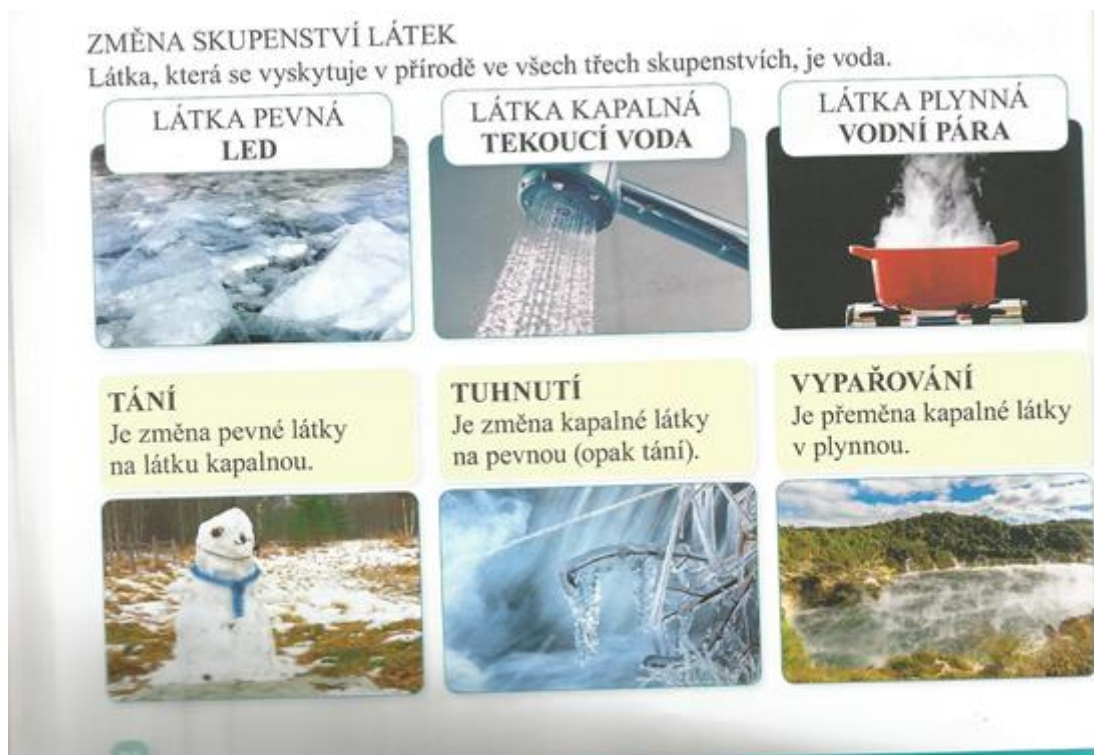 ZMĚNA SKUPENSTVÍ LÁTEK
Látka, která se vyskytuje v přírodě ve všech třech skupenstvích, je voda.
LÁTKA PEVNÁ
LED
LÁTKA KAPALNÁ
TEKOUCÍ VODA
LÁTKA PLYNNÁ
VODNÍ PÁRA
TÁNÍ
Je změna pevné látky
na látku kapalnou.
TUHNUTÍ
Je změna kapalné látky
na pevnou (opak tání).
VYPAŘOVÁNÍ
Je přeměna kapalné látky
v plynnou.